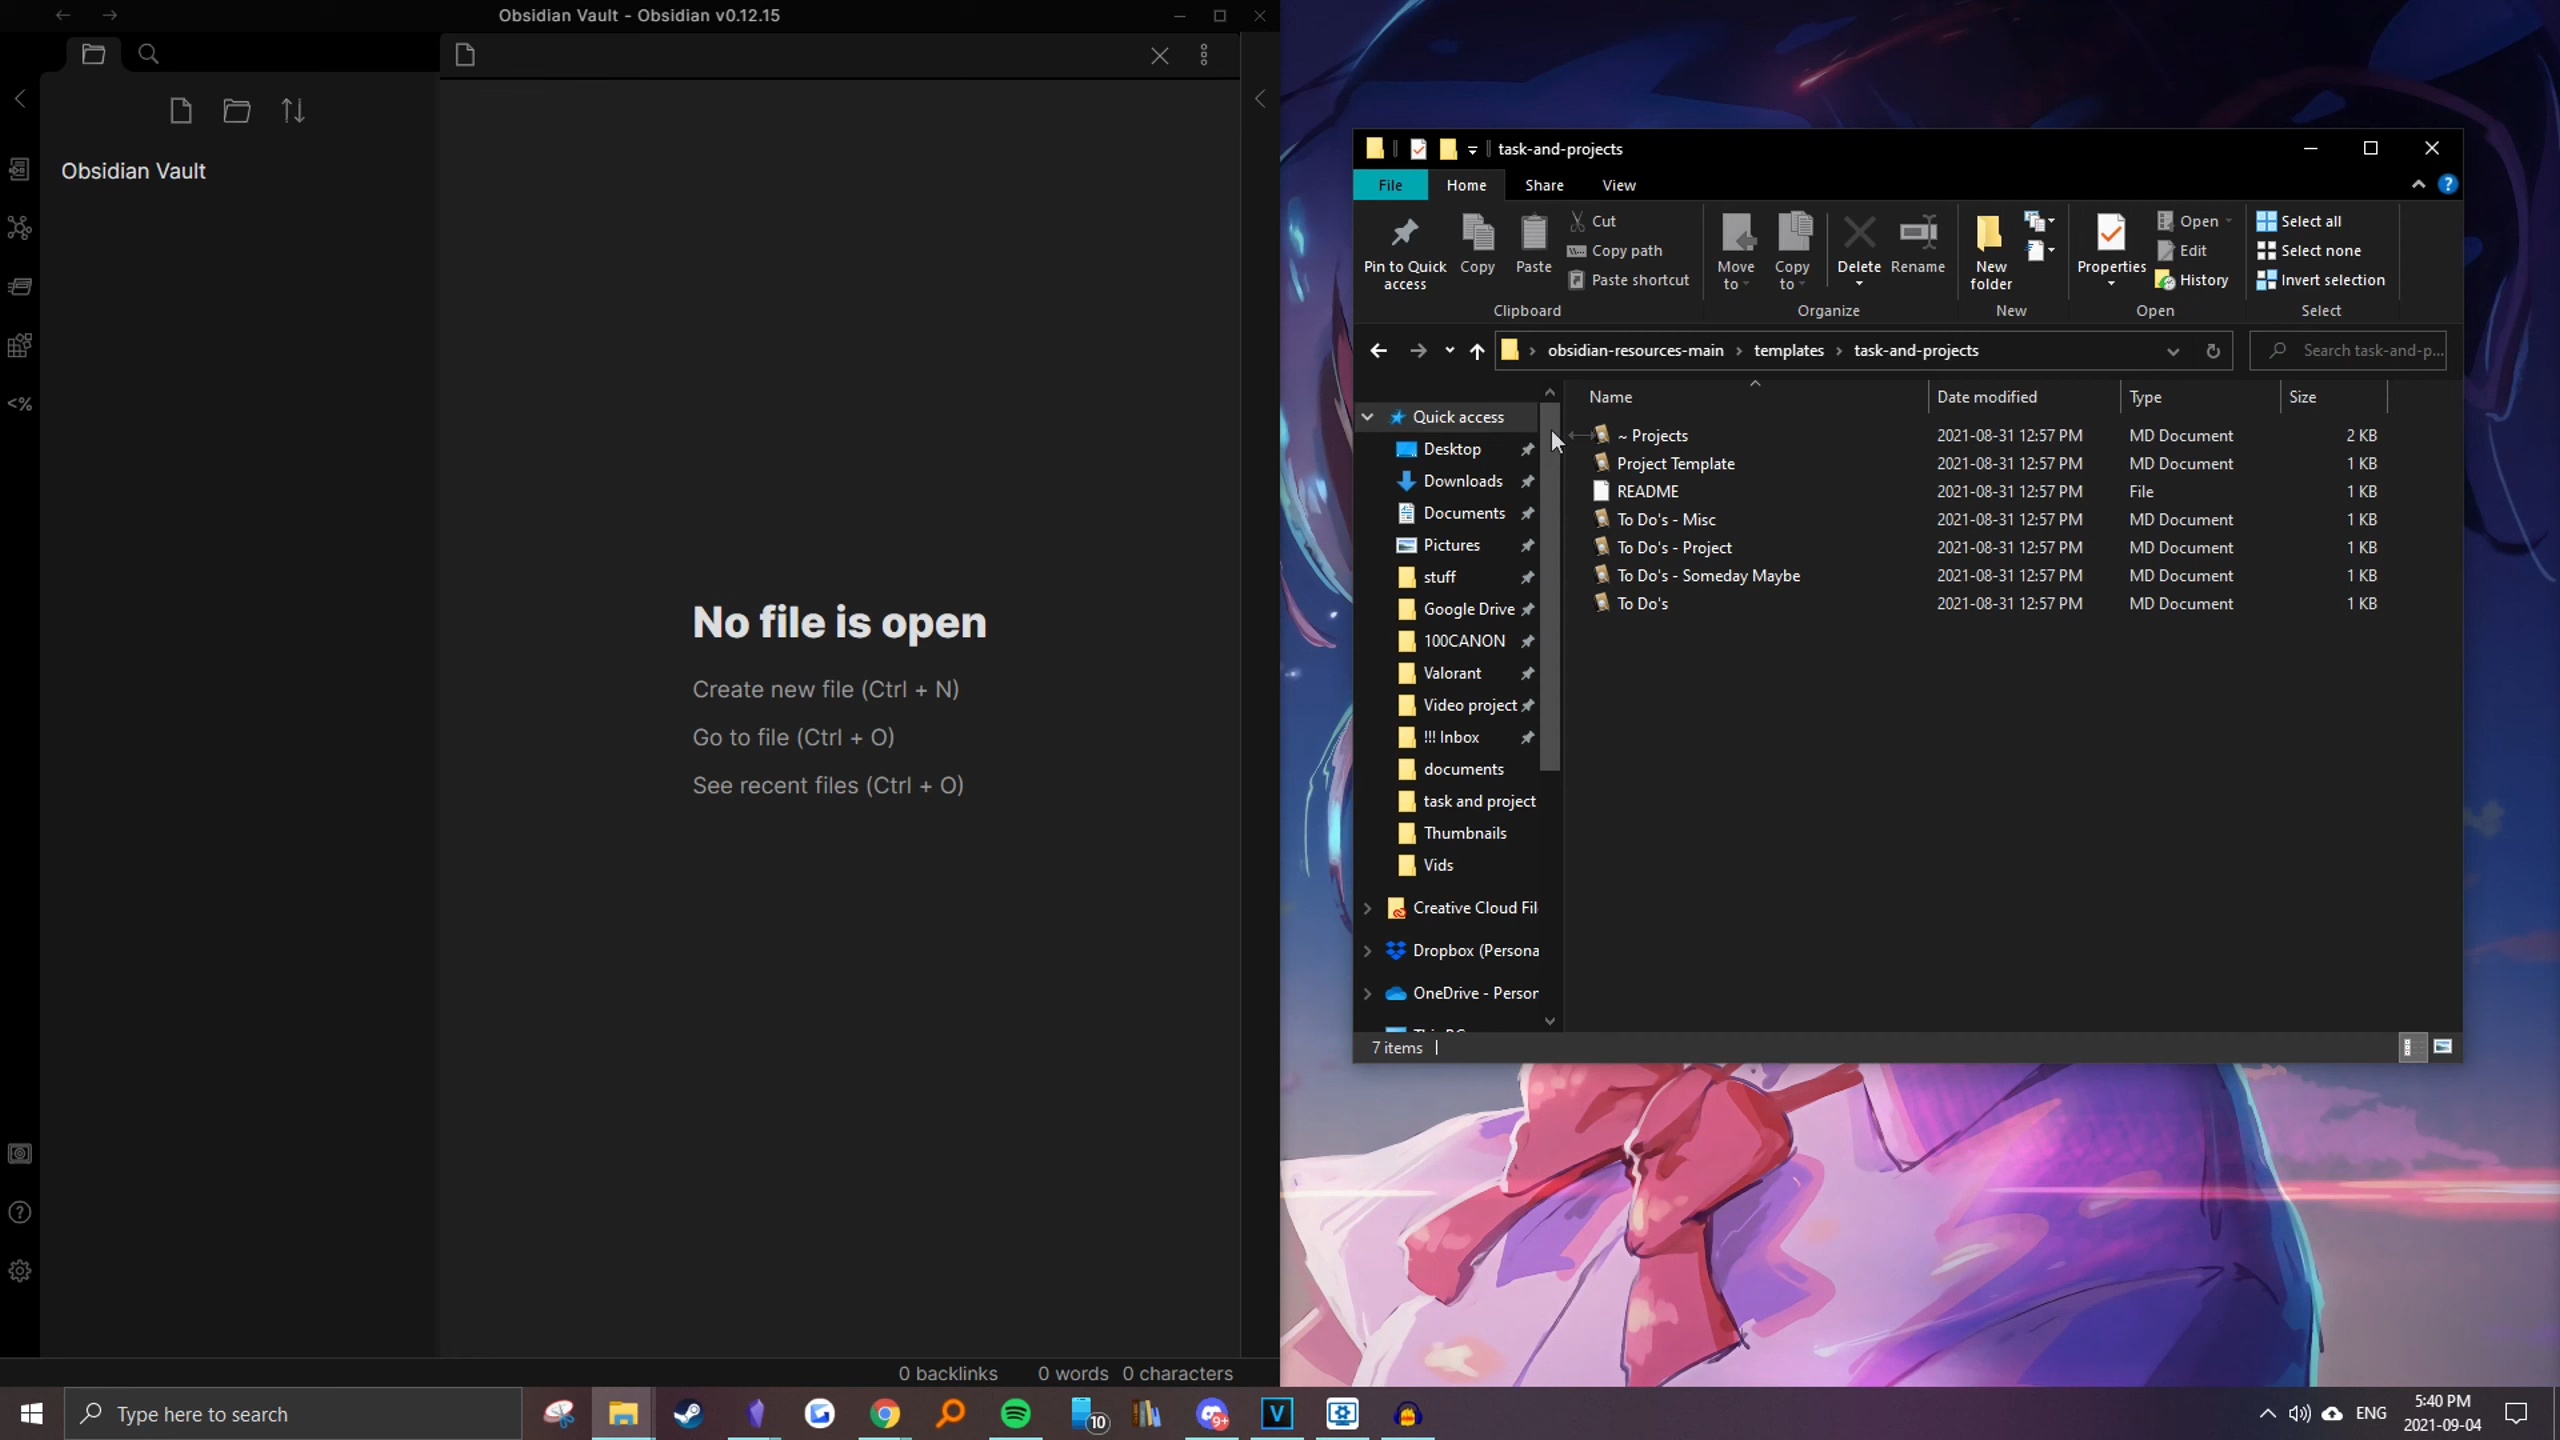 Obsidian Vault - Obsidian v0.12.15
Obsidian Vault
No file is open
Create new file (Ctrl + N)
Go to file (Ctrl + O)
See recent files (Ctrl + O)
0 backlinks 0 words 0 characters
task-and-projects
File Home Share View
Pin to Quick access
Copy
Paste
Cut
Copy path
Paste shortcut
Clipboard
Move to
Copy to
Delete
Rename
Organize
New folder
New
Properties
Open
Edit
History
Open
Select all
Select none
Invert selection
Select
obsidian-resources-main templates task-and-projects
Search task-and-p...
Quick access
Desktop
Downloads
Documents
Pictures
stuff
Google Drive
100CANON
Valorant
Video project
!!! Inbox
documents
task and project
Thumbnails
Vids
Creative Cloud Fil
Dropbox (Persona
OneDrive - Person
Name Date modified Type Size
~ Projects 2021-08-31 12:57 PM MD Document 2 KB
Project Template 2021-08-31 12:57 PM MD Document 1 KB
README 2021-08-31 12:57 PM File 1 KB
To Do's - Misc 2021-08-31 12:57 PM MD Document 1 KB
To Do's - Project 2021-08-31 12:57 PM MD Document 1 KB
To Do's - Someday Maybe 2021-08-31 12:57 PM MD Document 1 KB
To Do's 2021-08-31 12:57 PM MD Document 1 KB
7 items
Type here to search
10
9+
V
ENG
5:40 PM
2021-09-04